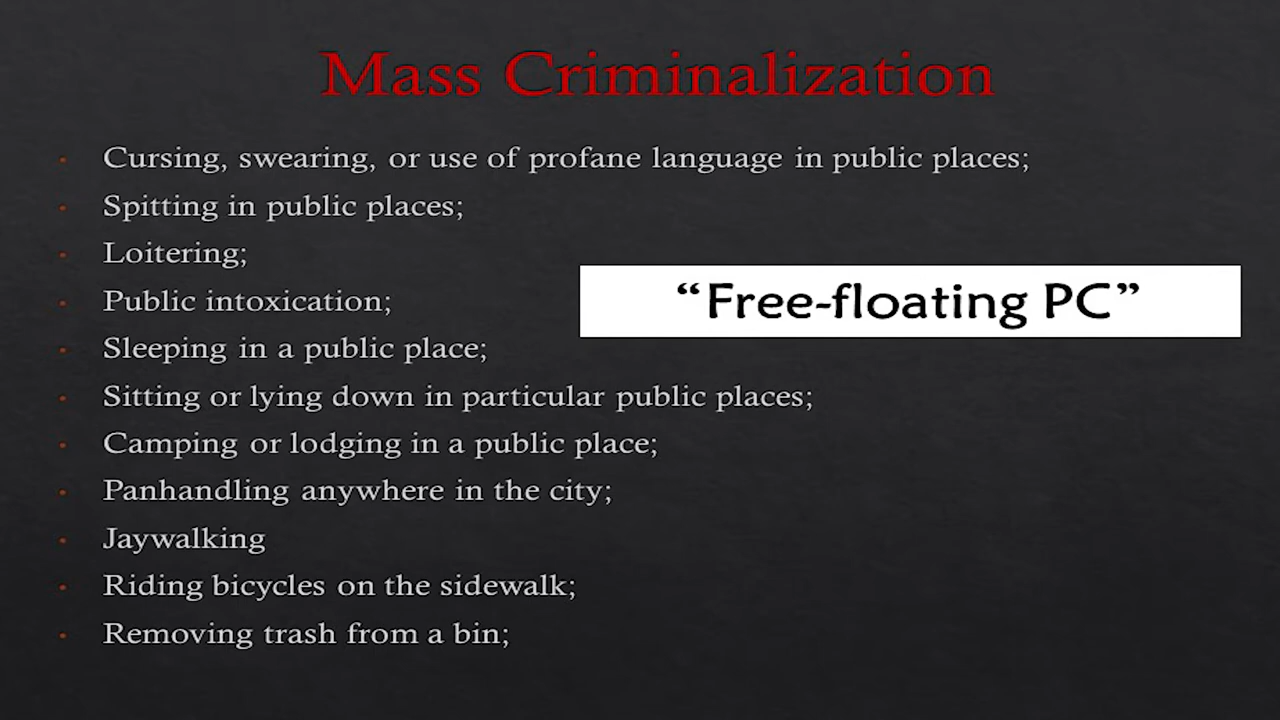 Mass Criminalization
Cursing, swearing, or use of profane language in public places;
Spitting in public places;
Loitering;
“Free-floating PC”
Public intoxication;
Sleeping in a public place;
Sitting or lying down in particular public places;
Camping or lodging in a public place;
Panhandling anywhere in the city;
Jaywalking
Riding bicycles on the sidewalk;
Removing trash from a bin;